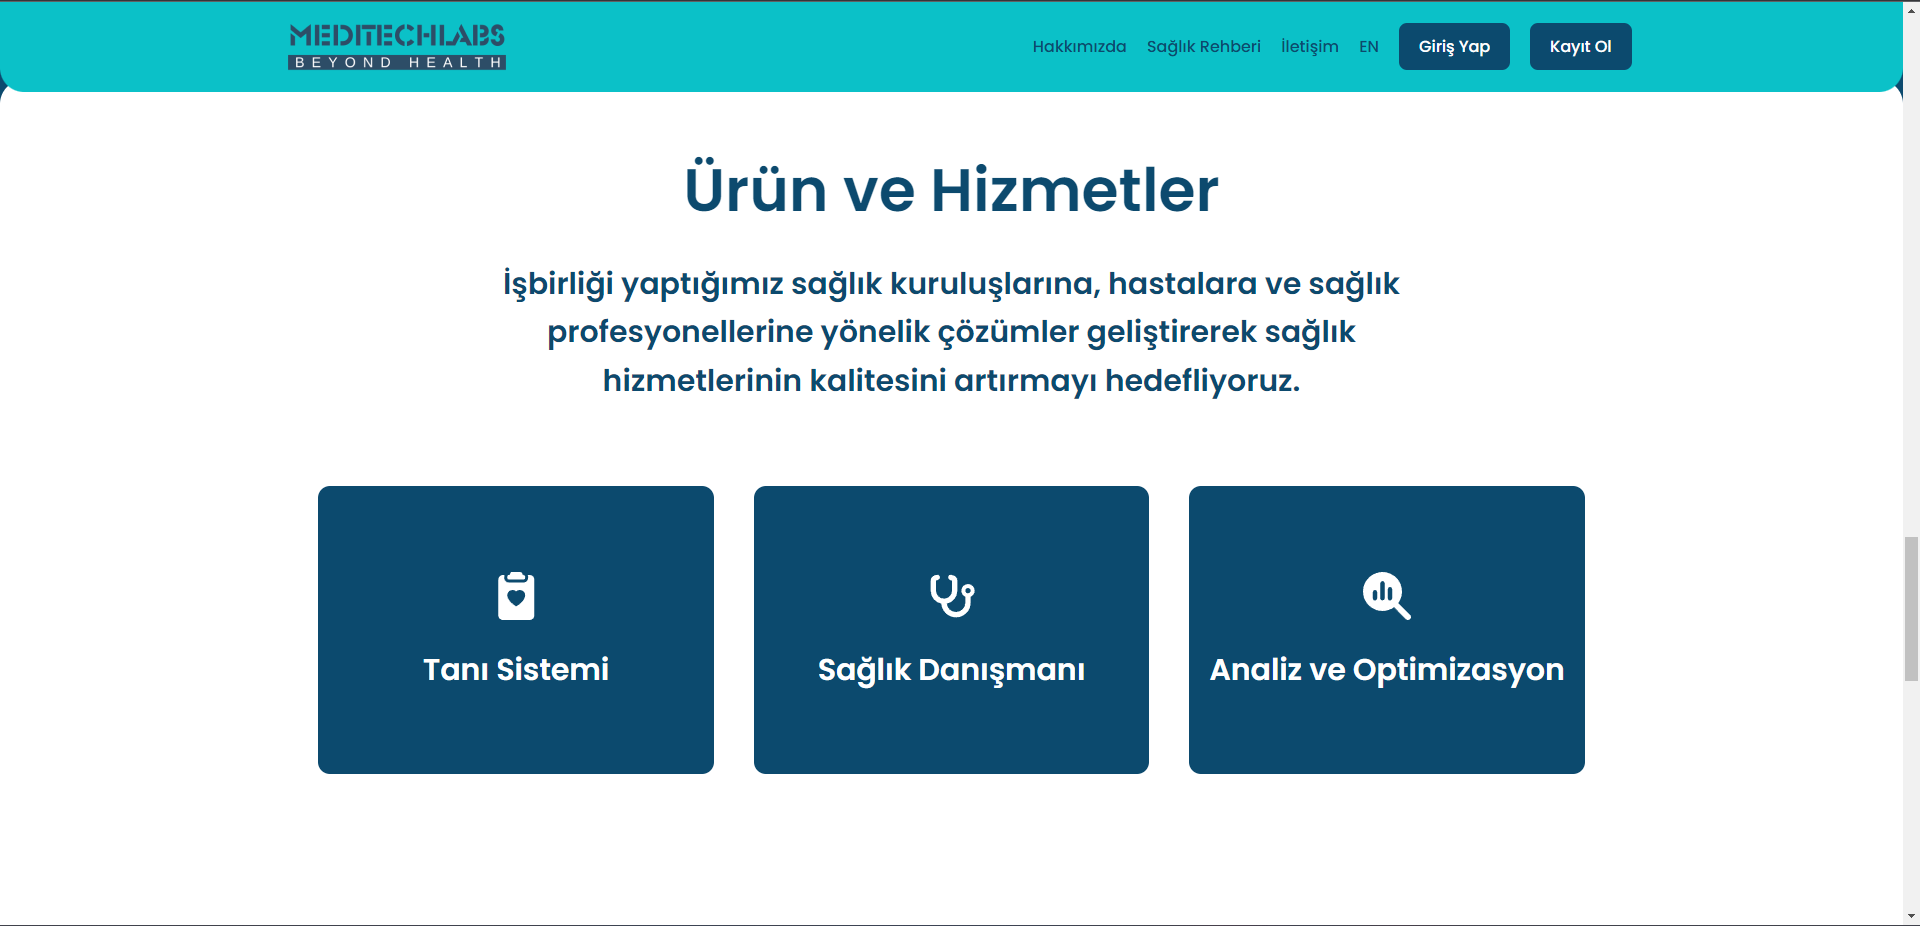 MEDITECHLABS
BEYOND HEALTH
Hakkımızda
Sağlık Rehberi
İletişim
EN
Giriş Yap
Kayıt Ol
Ürün ve Hizmetler
İşbirliği yaptığımız sağlık kuruluşlarına, hastalara ve sağlık
profesyonellerine yönelik çözümler geliştirerek sağlık
hizmetlerinin kalitesini artırmayı hedefliyoruz.
Tanı Sistemi
Sağlık Danışmanı
Analiz ve Optimizasyon